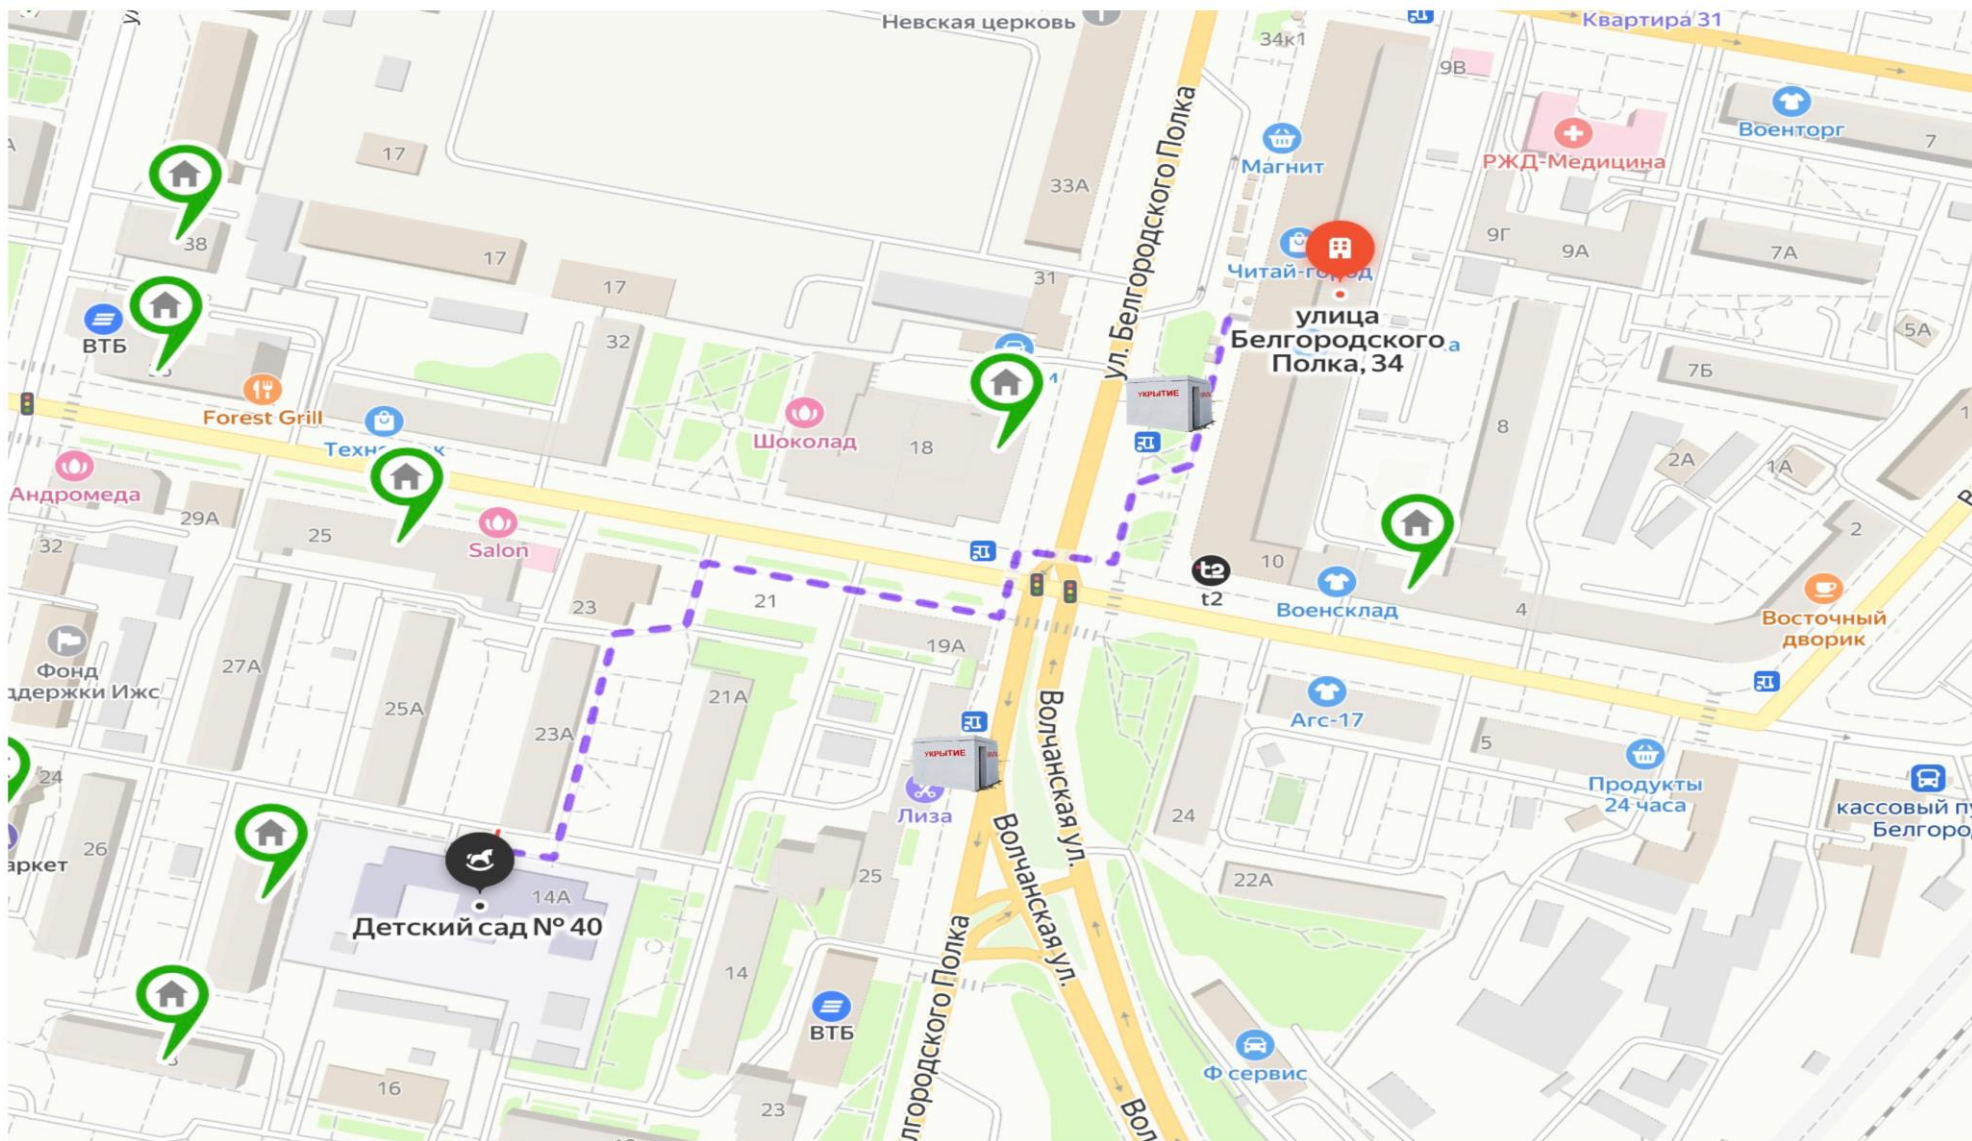 Невская церковь
Квартира 31
34к1
9В
Военторг
7
Магнит
РЖД-Медицина
17
33А
38
17
17
31
Читай-город
9Г
9А
7А
ул. Белгородского Полка
улица
Белгородского
Полка, 34
ВТБ
32
5А
7Б
Forest Grill
УКРЫТИЕ
Шоколад
18
8
2А
1А
Андромеда
29А
25
Salon
32
2
10
t2
t2
Военсклад
4
23
21
19А
Восточный
дворик
Фонд
27А
25А
21А
23А
Волчанская ул.
Агс-17
5
УКРЫТИЕ
Продукты
24 часа
24
Лиза
24
кассовый
26
25
22А
14А
Детский сад № 40
Волчанская ул.
14
ВТБ
Ф сервис
16
23